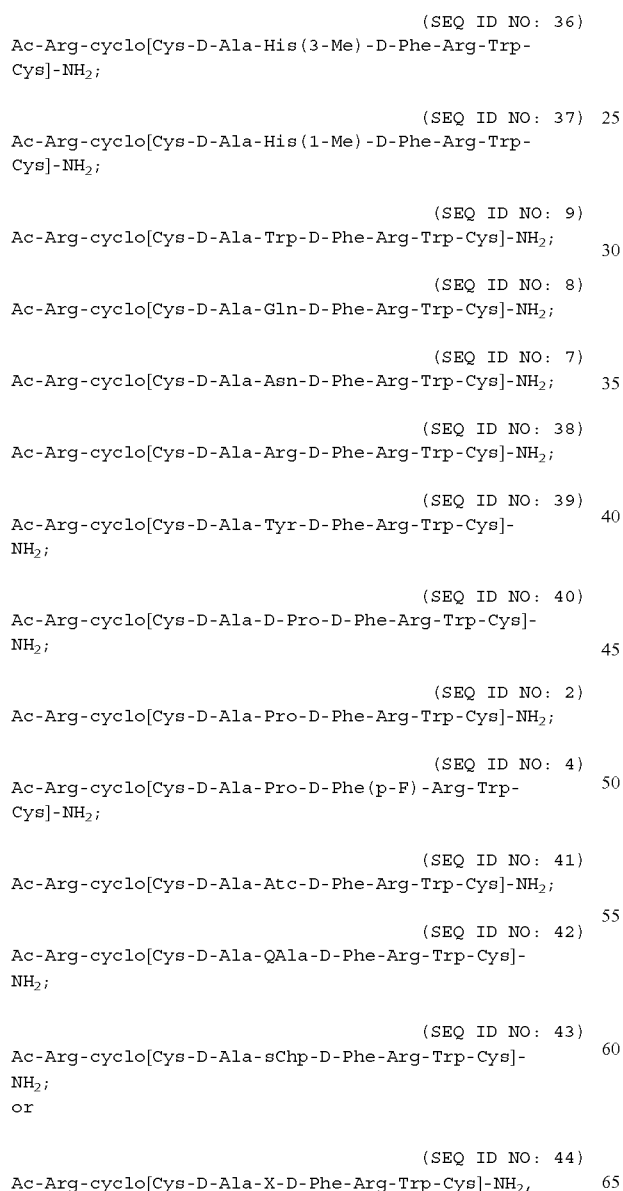 (SEQ ID NO: 36)
Ac-Arg-cyclo[Cys-D-Ala-His(3-Me)-D-Phe-Arg-Trp-
Cys]-NH₂;
(SEQ ID NO: 37) 25
Ac-Arg-cyclo[Cys-D-Ala-His(1-Me)-D-Phe-Arg-Trp-
Cys]-NH₂;
(SEQ ID NO: 9)
Ac-Arg-cyclo[Cys-D-Ala-Trp-D-Phe-Arg-Trp-Cys]-NH₂;
30
(SEQ ID NO: 8)
Ac-Arg-cyclo[Cys-D-Ala-Gln-D-Phe-Arg-Trp-Cys]-NH₂;
(SEQ ID NO: 7)
Ac-Arg-cyclo[Cys-D-Ala-Asn-D-Phe-Arg-Trp-Cys]-NH₂; 35
(SEQ ID NO: 38)
Ac-Arg-cyclo[Cys-D-Ala-Arg-D-Phe-Arg-Trp-Cys]-NH₂;
(SEQ ID NO: 39)
40
Ac-Arg-cyclo[Cys-D-Ala-Tyr-D-Phe-Arg-Trp-Cys]-
NH₂;
(SEQ ID NO: 40)
Ac-Arg-cyclo[Cys-D-Ala-D-Pro-D-Phe-Arg-Trp-Cys]-
NH₂; 45
(SEQ ID NO: 2)
Ac-Arg-cyclo[Cys-D-Ala-Pro-D-Phe-Arg-Trp-Cys]-NH₂;
(SEQ ID NO: 4)
50
Ac-Arg-cyclo[Cys-D-Ala-Pro-D-Phe(p-F)-Arg-Trp-
Cys]-NH₂;
(SEQ ID NO: 41)
Ac-Arg-cyclo[Cys-D-Ala-Atc-D-Phe-Arg-Trp-Cys]-NH₂;
55
(SEQ ID NO: 42)
Ac-Arg-cyclo[Cys-D-Ala-QAla-D-Phe-Arg-Trp-Cys]-
NH₂;
(SEQ ID NO: 43)
60
Ac-Arg-cyclo[Cys-D-Ala-sChp-D-Phe-Arg-Trp-Cys]-
NH₂;
or
(SEQ ID NO: 44)
Ac-Arg-cyclo[Cys-D-Ala-X-D-Phe-Arg-Trp-Cys]-NH₂, 65